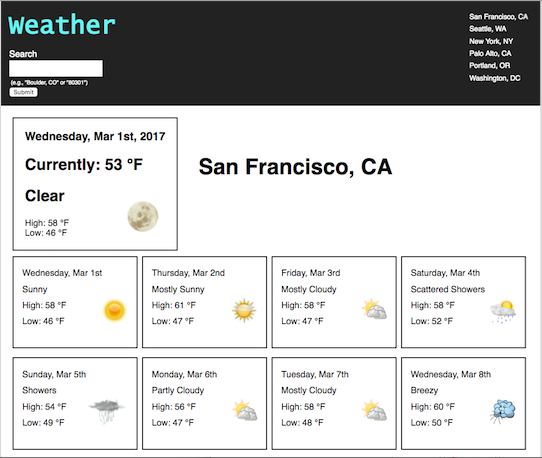 Weather
Search
(e.g., "Boulder, CO" or "80301")
Submit
San Francisco, CA
Seattle, WA
New York, NY
Palo Alto, CA
Portland, OR
Washington, DC
Wednesday, Mar 1st, 2017
Currently: 53 °F
Clear
High: 58 °F
Low: 46 °F
San Francisco, CA
Wednesday, Mar 1st
Sunny
High: 58 °F
Low: 46 °F
Thursday, Mar 2nd
Mostly Sunny
High: 61 °F
Low: 47 °F
Friday, Mar 3rd
Mostly Cloudy
High: 58 °F
Low: 47 °F
Saturday, Mar 4th
Scattered Showers
High: 58 °F
Low: 52 °F
Sunday, Mar 5th
Showers
High: 54 °F
Low: 49 °F
Monday, Mar 6th
Partly Cloudy
High: 56 °F
Low: 47 °F
Tuesday, Mar 7th
Mostly Cloudy
High: 58 °F
Low: 48 °F
Wednesday, Mar 8th
Breezy
High: 60 °F
Low: 50 °F